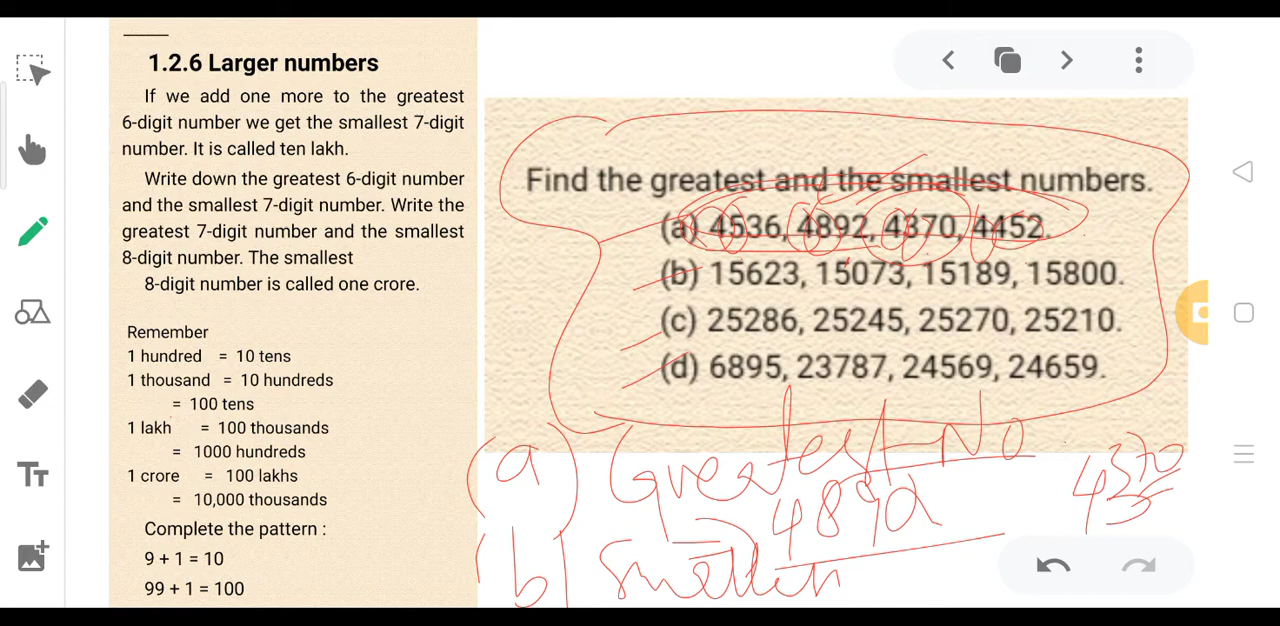 1.2.6 Larger numbers
If we add one more to the greatest
6-digit number we get the smallest 7-digit
number. It is called ten lakh.
Write down the greatest 6-digit number
and the smallest 7-digit number. Write the
greatest 7-digit number and the smallest
8-digit number. The smallest
8-digit number is called one crore.
Remember
1 hundred = 10 tens
1 thousand = 10 hundreds
= 100 tens
1 lakh = 100 thousands
= 1000 hundreds
1 crore = 100 lakhs
= 10,000 thousands
Complete the pattern :
9 + 1 = 10
99 + 1 = 100
Find the greatest and the smallest numbers.
(a) 4536, 4892, 4370, 4452.
(b) 15623, 15073, 15189, 15800.
(c) 25286, 25245, 25270, 25210.
(d) 6895, 23787, 24569, 24659.
(a) Greatest No
4892
4370
(b)
TT